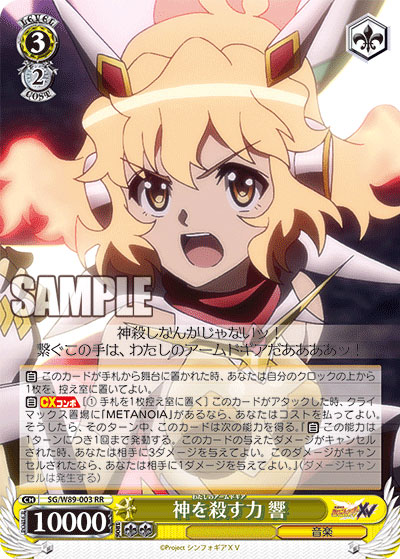 LEVEL
3
2
COST
SAMPLE
神殺しなんかじゃないッ！
繋ぐこの手は、わたしのアームドギアだああああッ！
自 このカードが手札から舞台に置かれた時、あなたは自分のクロックの上から
1枚を、控え室に置いてよい。
自 CXコンボ [① 手札を1枚控え室に置く] このカードがアタックした時、クライ
マックス置場に「METANOIA」があるなら、あなたはコストを払ってよい。
そうしたら、そのターン中、このカードは次の能力を得る。『自 この能力は
1ターンにつき1回まで発動する。このカードの与えたダメージがキャンセル
された時、あなたは相手に3ダメージを与えてよい。このダメージがキャンセ
ルされたなら、あなたは相手に1ダメージを与えてよい。』（ダメージキャンセル
は発生する）
CH SG/W89-003 RR
10000
わたしのアームドギア
神を殺す力 響
音楽
©Project シンフォギアＸＶ